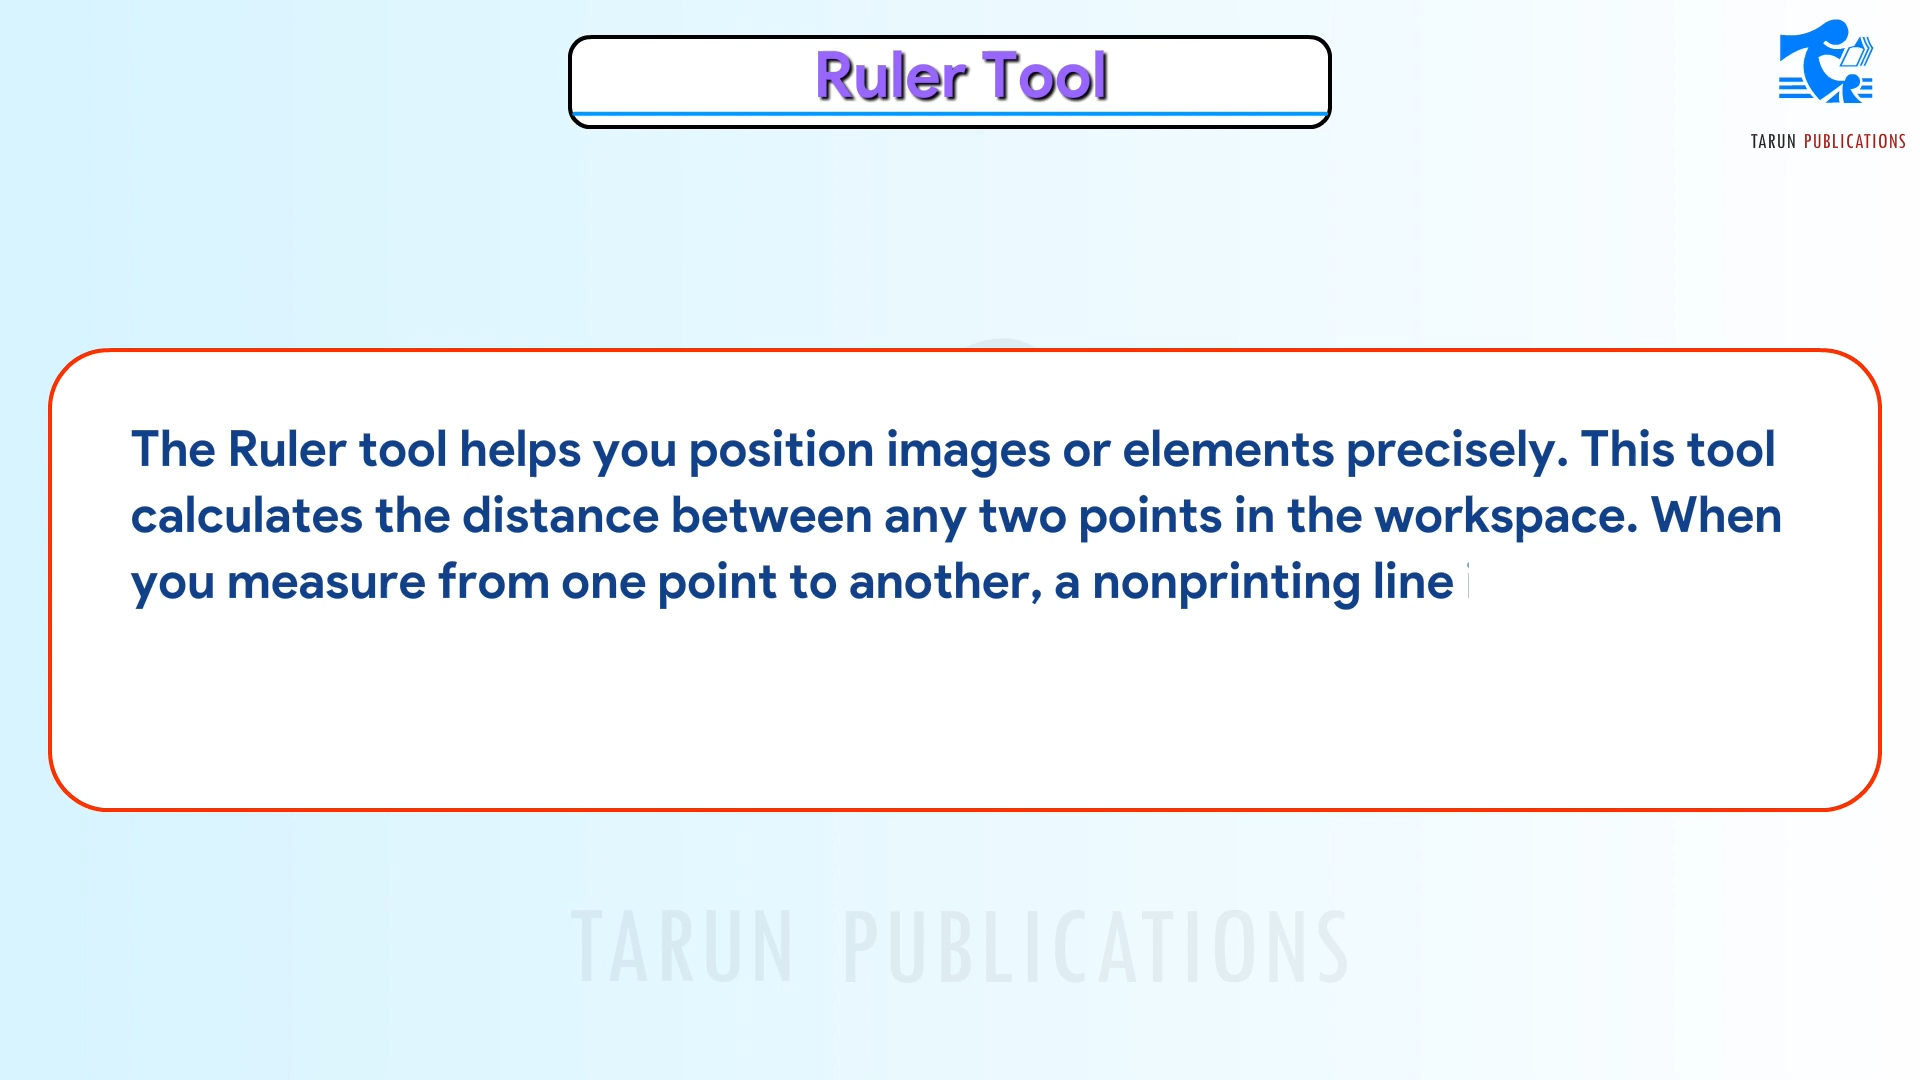 Ruler Tool
TARUN PUBLICATIONS
The Ruler tool helps you position images or elements precisely. This tool
calculates the distance between any two points in the workspace. When
you measure from one point to another, a nonprinting line
TARUN PUBLICATIONS